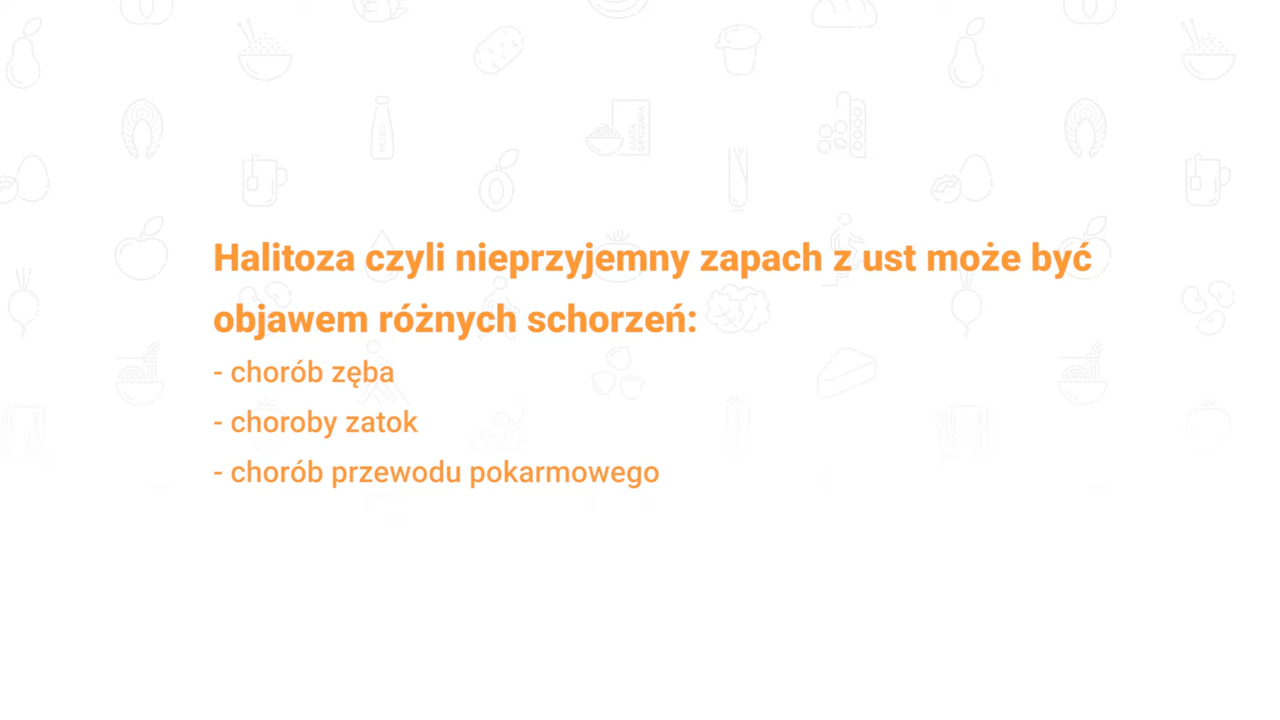 Halitoza czyli nieprzyjemny zapach z ust może być
objawem różnych schorzeń:
- chorób zęba
- choroby zatok
- chorób przewodu pokarmowego